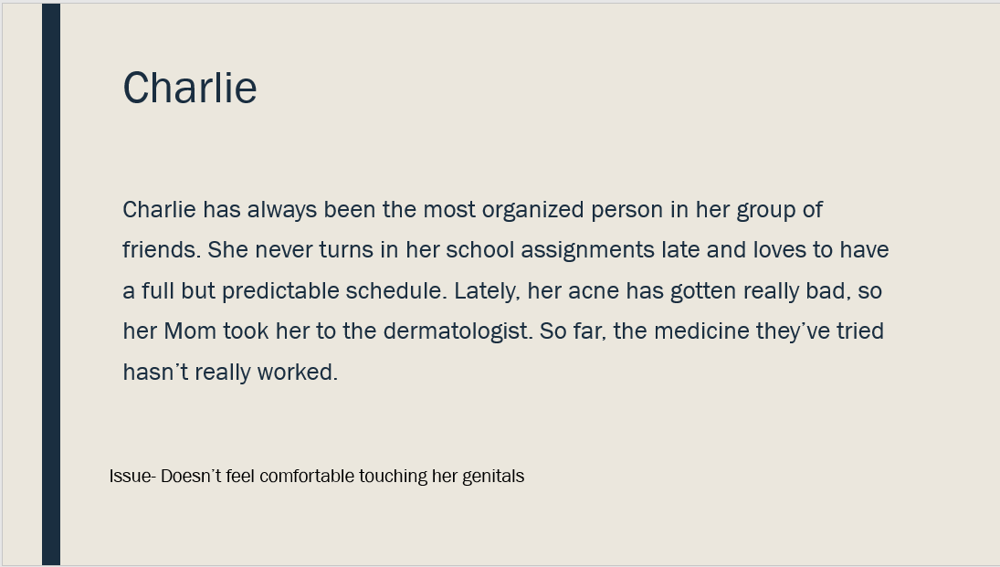 Charlie
Charlie has always been the most organized person in her group of
friends. She never turns in her school assignments late and loves to have
a full but predictable schedule. Lately, her acne has gotten really bad, so
her Mom took her to the dermatologist. So far, the medicine they’ve tried
hasn’t really worked.
Issue- Doesn’t feel comfortable touching her genitals